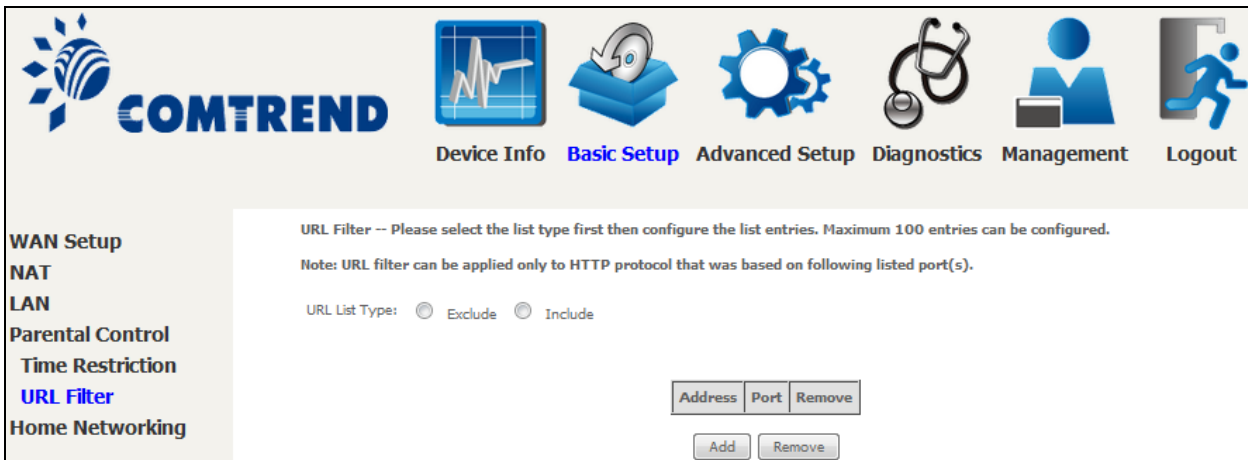 COMTREND
Device Info Basic Setup Advanced Setup Diagnostics Management Logout
WAN Setup
NAT
LAN
Parental Control
Time Restriction
URL Filter
Home Networking
URL Filter -- Please select the list type first then configure the list entries. Maximum 100 entries can be configured.
Note: URL filter can be applied only to HTTP protocol that was based on following listed port(s).
URL List Type: Exclude Include
Address Port Remove
Add Remove